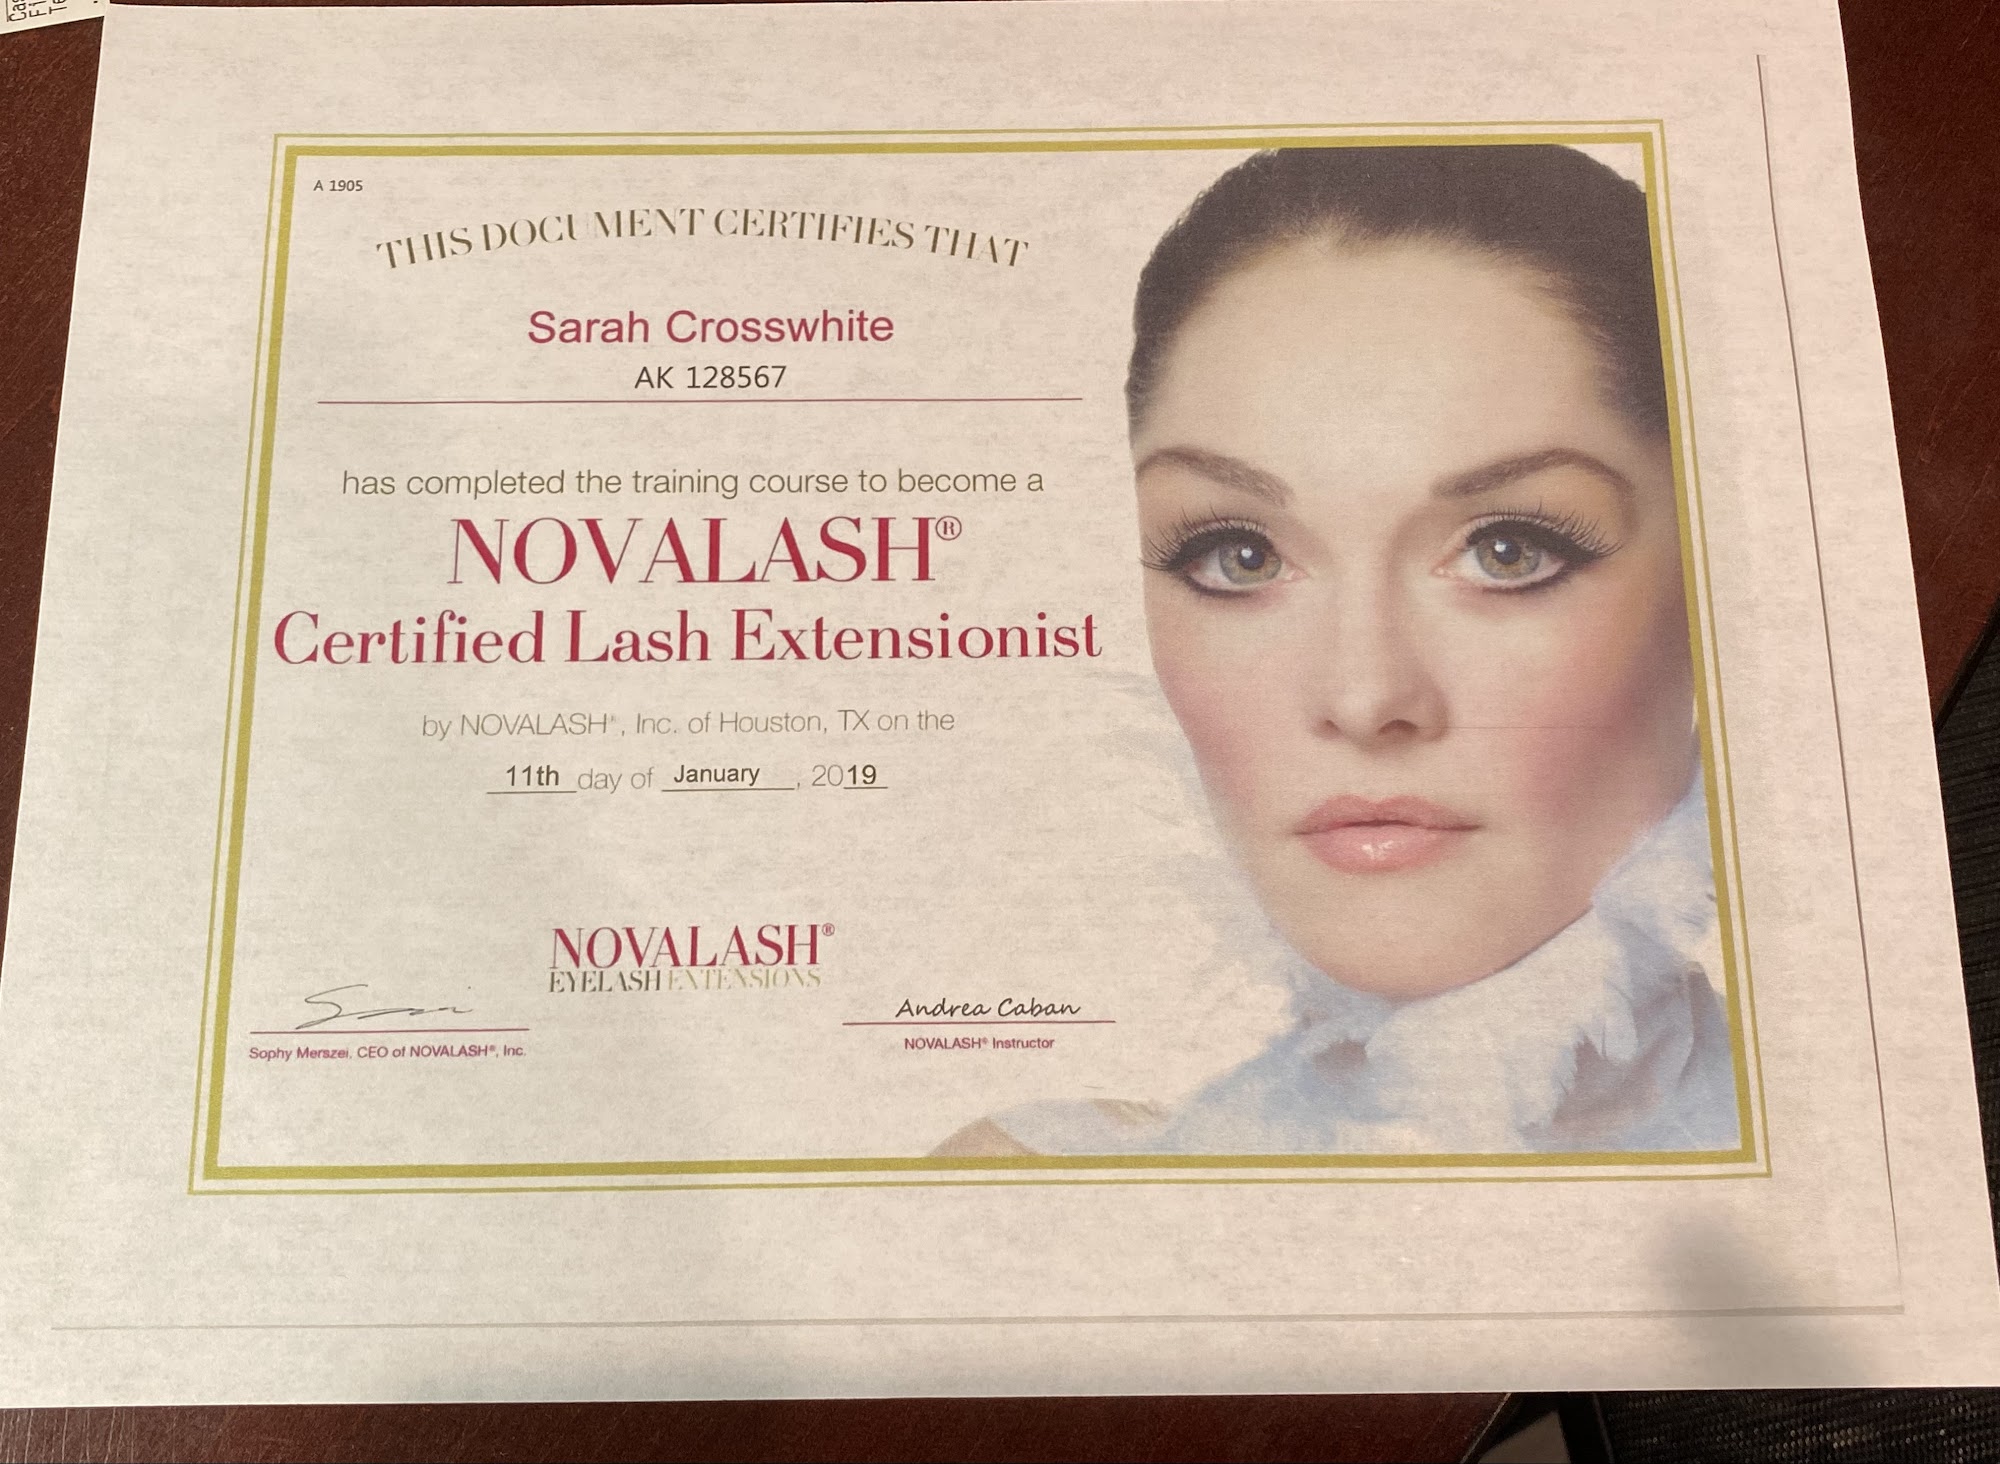 A 1905
THIS DOCUMENT CERTIFIES THAT
Sarah Crosswhite
AK 128567
has completed the training course to become a
NOVALASH®
Certified Lash Extensionist
by NOVALASH®, Inc. of Houston, TX on the
11th day of January , 2019
NOVALASH®
EYELASH EXTENSIONS
Andrea Caban
Sophy Merszei, CEO of NOVALASH®, Inc.
NOVALASH® Instructor